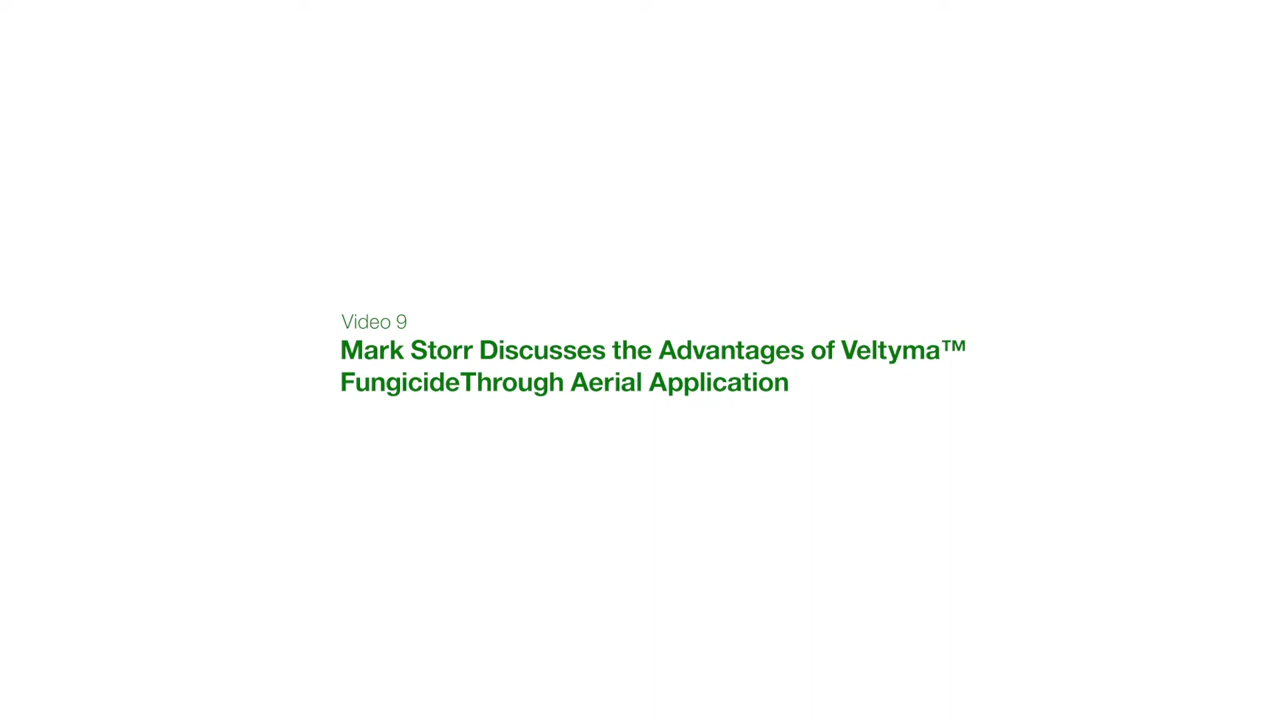 Video 9
Mark Storr Discusses the Advantages of Veltyma™
FungicideThrough Aerial Application